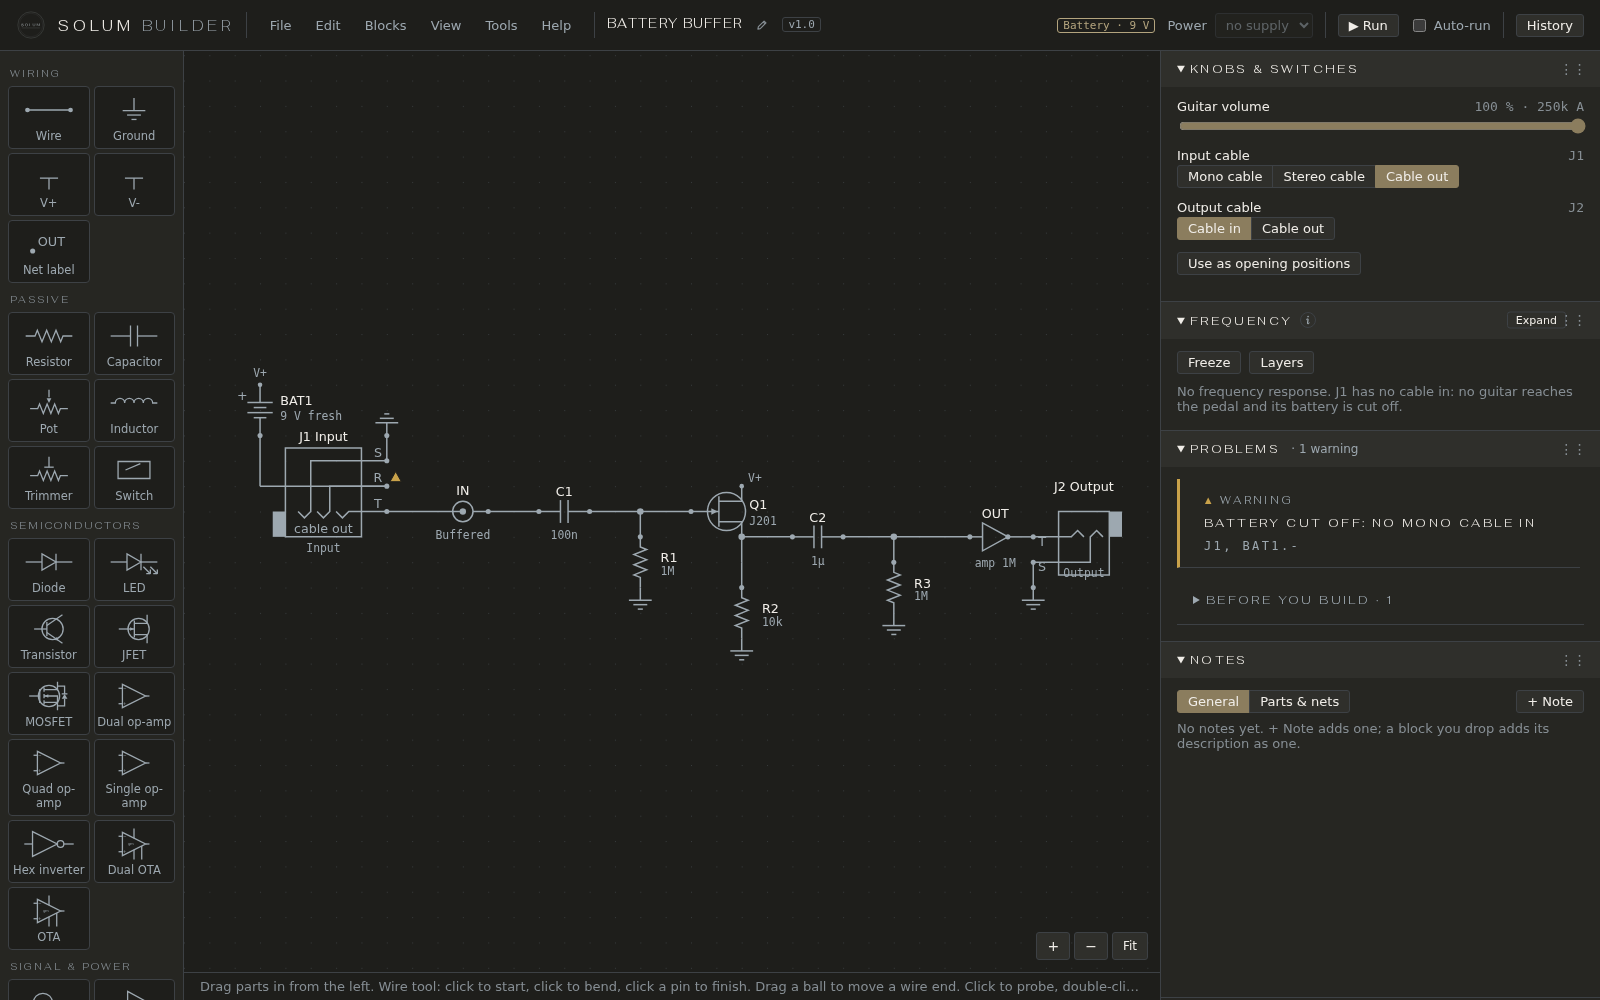 SOLUM BUILDER
File Edit Blocks View Tools Help
BATTERY BUFFER v1.0
Battery · 9 V Power no supply ▶ Run Auto-run History
WIRING
Wire Ground
V+ V-
OUT
Net label
PASSIVE
Resistor Capacitor
Pot Inductor
Trimmer Switch
SEMICONDUCTORS
Diode LED
Transistor JFET
MOSFET Dual op-amp
Quad op-amp Single op-amp
Hex inverter Dual OTA
OTA
SIGNAL & POWER
V+
+ BAT1
9 V fresh
J1 Input
S
R
T
cable out
Input
IN
Buffered
C1
100n
R1
1M
V+
Q1
J201
R2
10k
C2
1µ
R3
1M
OUT
amp 1M
J2 Output
T
S
Output
+ − Fit
Drag parts in from the left. Wire tool: click to start, click to bend, click a pin to finish. Drag a ball to move a wire end. Click to probe, double-cli...
▼ KNOBS & SWITCHES
Guitar volume 100 % · 250k A
Input cable J1
Mono cable Stereo cable Cable out
Output cable J2
Cable in Cable out
Use as opening positions
▼ FREQUENCY i Expand
Freeze Layers
No frequency response. J1 has no cable in: no guitar reaches
the pedal and its battery is cut off.
▼ PROBLEMS · 1 warning
▲ WARNING
BATTERY CUT OFF: NO MONO CABLE IN
J1, BAT1.-
▶ BEFORE YOU BUILD · 1
▼ NOTES
General Parts & nets + Note
No notes yet. + Note adds one; a block you drop adds its
description as one.